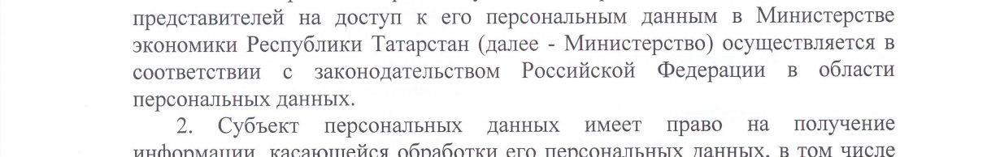 представителей на доступ к его персональным данным в Министерстве
экономики Республики Татарстан (далее - Министерство) осуществляется в
соответствии с законодательством Российской Федерации в области
персональных данных.
2. Субъект персональных данных имеет право на получение
информации, касающейся обработки его персональных данных, в том числе